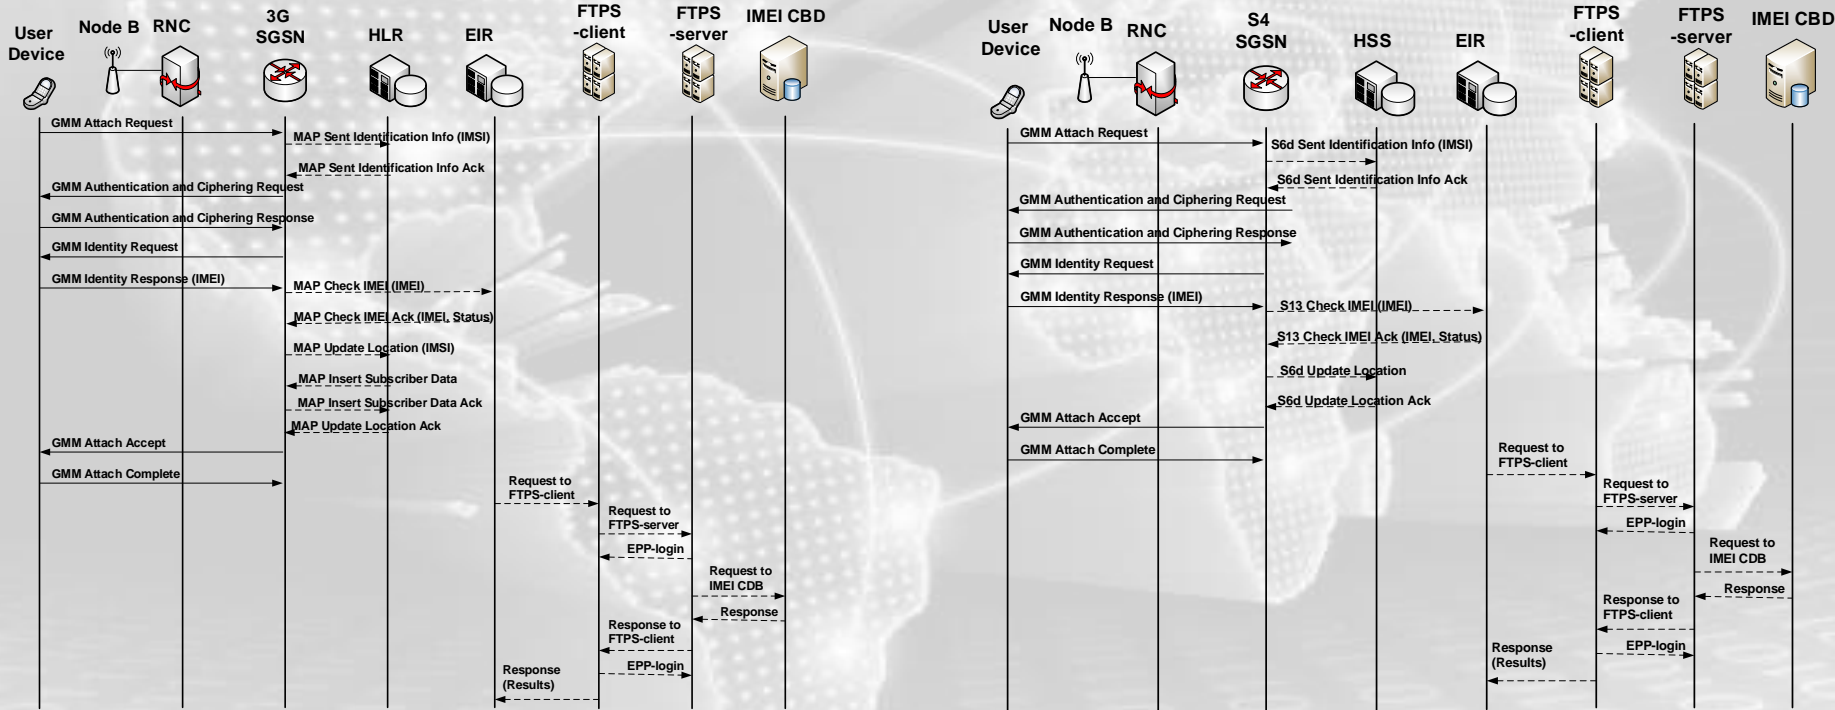 User
Device
Node B
RNC
3G
SGSN
HLR
EIR
FTPS
-client
FTPS
-server
IMEI CBD
GMM Attach Request
MAP Sent Identification Info (IMSI)
MAP Sent Identification Info Ack
GMM Authentication and Ciphering Request
GMM Authentication and Ciphering Response
GMM Identity Request
GMM Identity Response (IMEI)
MAP Check IMEI (IMEI)
MAP Check IMEI Ack (IMEI, Status)
MAP Update Location (IMSI)
MAP Insert Subscriber Data
MAP Insert Subscriber Data Ack
MAP Update Location Ack
GMM Attach Accept
GMM Attach Complete
Request to
FTPS-client
Request to
FTPS-server
EPP-login
Request to
IMEI CDB
Response
Response to
FTPS-client
EPP-login
Response
(Results)
User
Device
Node B
RNC
S4
SGSN
HSS
EIR
FTPS
-client
FTPS
-server
IMEI CBD
GMM Attach Request
S6d Sent Identification Info (IMSI)
S6d Sent Identification Info Ack
GMM Authentication and Ciphering Request
GMM Authentication and Ciphering Response
GMM Identity Request
GMM Identity Response (IMEI)
S13 Check IMEI (IMEI)
S13 Check IMEI Ack (IMEI, Status)
S6d Update Location
S6d Update Location Ack
GMM Attach Accept
GMM Attach Complete
Request to
FTPS-client
Request to
FTPS-server
EPP-login
Request to
IMEI CDB
Response
Response to
FTPS-client
EPP-login
Response
(Results)